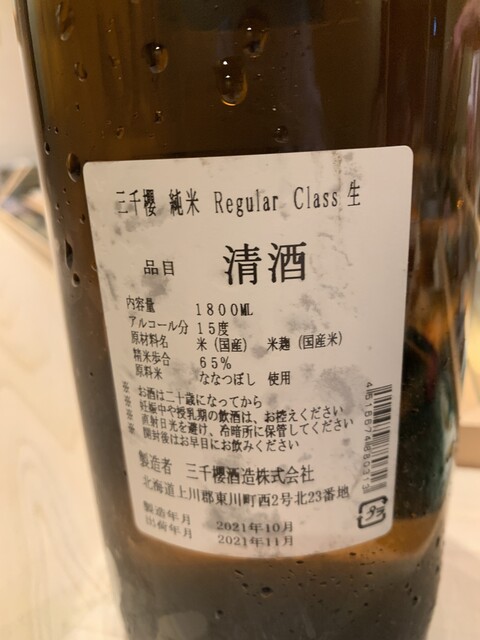 三千櫻 純米 Regular Class 生
品目 清酒
内容量 1800ML
アルコール分 15度
原材料名 米（国産） 米麹（国産米）
精米歩合 65%
原料米 ななつぼし 使用
※ お酒は二十歳になってから
※ 妊娠中や授乳期の飲酒は、お控えください
※ 直射日光を避け、冷暗所に保管してください
※ 開封後はお早目にお飲みください
製造者 三千櫻酒造株式会社
北海道上川郡東川町西2号北23番地
製造年月 2021年10月
出荷年月 2021年11月